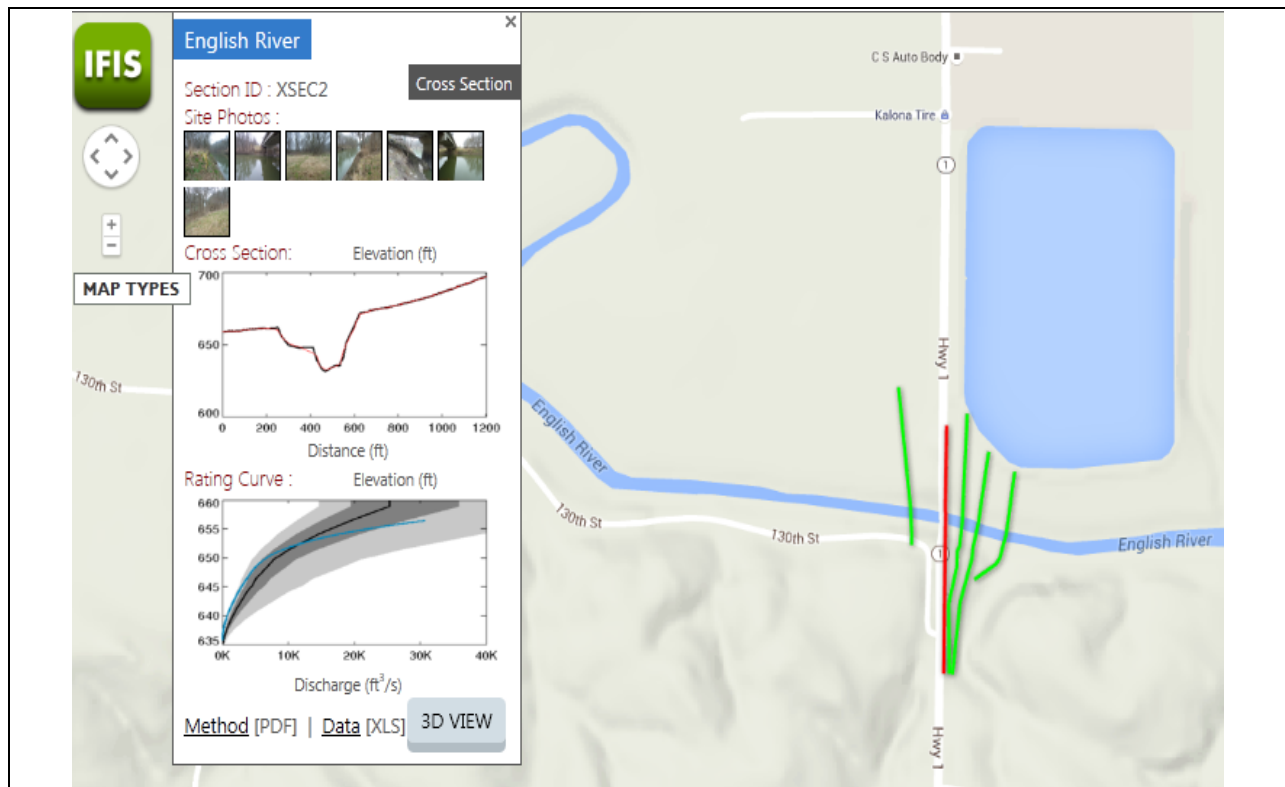 IFIS
MAP TYPES
×
English River
Cross Section
Section ID : XSEC2
Site Photos :
Cross Section: Elevation (ft)
700
650
600
0 200 400 600 800 1000 1200
Distance (ft)
Rating Curve : Elevation (ft)
660
655
650
645
640
635
0K 10K 20K 30K 40K
Discharge (ft³/s)
Method [PDF] | Data [XLS]
3D VIEW
C S Auto Body
Kalona Tire
1
Hwy 1
130th St
English River
130th St
130th St
1
English River
Hwy 1